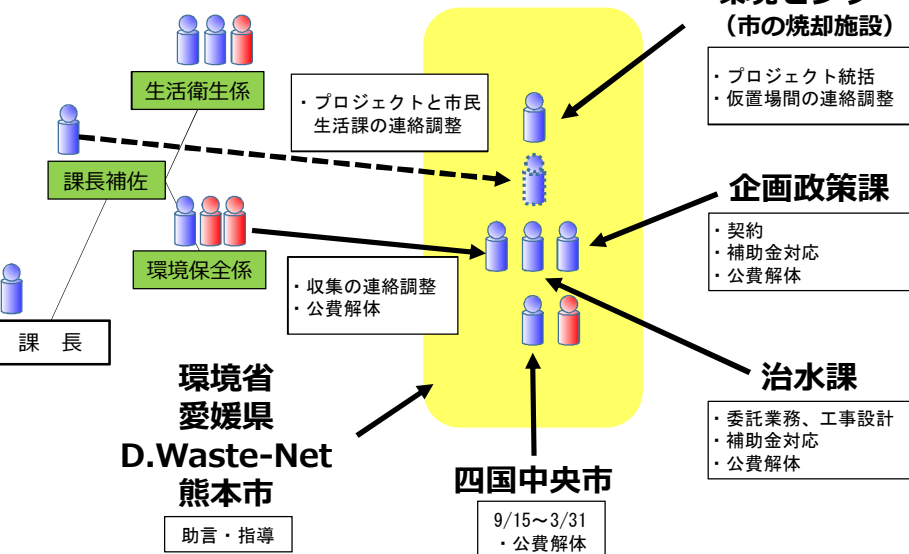 （市の焼却施設）
・プロジェクト統括
・仮置場間の連絡調整
生活衛生係
・プロジェクトと市民
生活課の連絡調整
課長補佐
環境保全係
・収集の連絡調整
・公費解体
課　長
企画政策課
・契約
・補助金対応
・公費解体
治水課
・委託業務、工事設計
・補助金対応
・公費解体
環境省
愛媛県
D.Waste-Net
熊本市
助言・指導
四国中央市
9/15～3/31
・公費解体